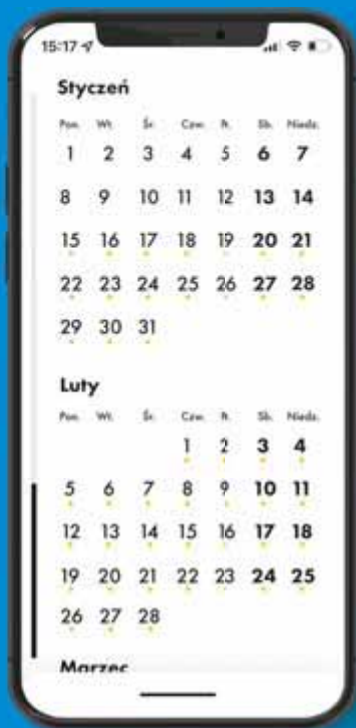 15:17
Styczeń
Pon. Wt. Śr. Czw. Pt. Sb. Niedz.
1 2 3 4 5 6 7
8 9 10 11 12 13 14
15 16 17 18 19 20 21
22 23 24 25 26 27 28
29 30 31
Luty
Pon. Wt. Śr. Czw. Pt. Sb. Niedz.
1 2 3 4
5 6 7 8 9 10 11
12 13 14 15 16 17 18
19 20 21 22 23 24 25
26 27 28
Marzec